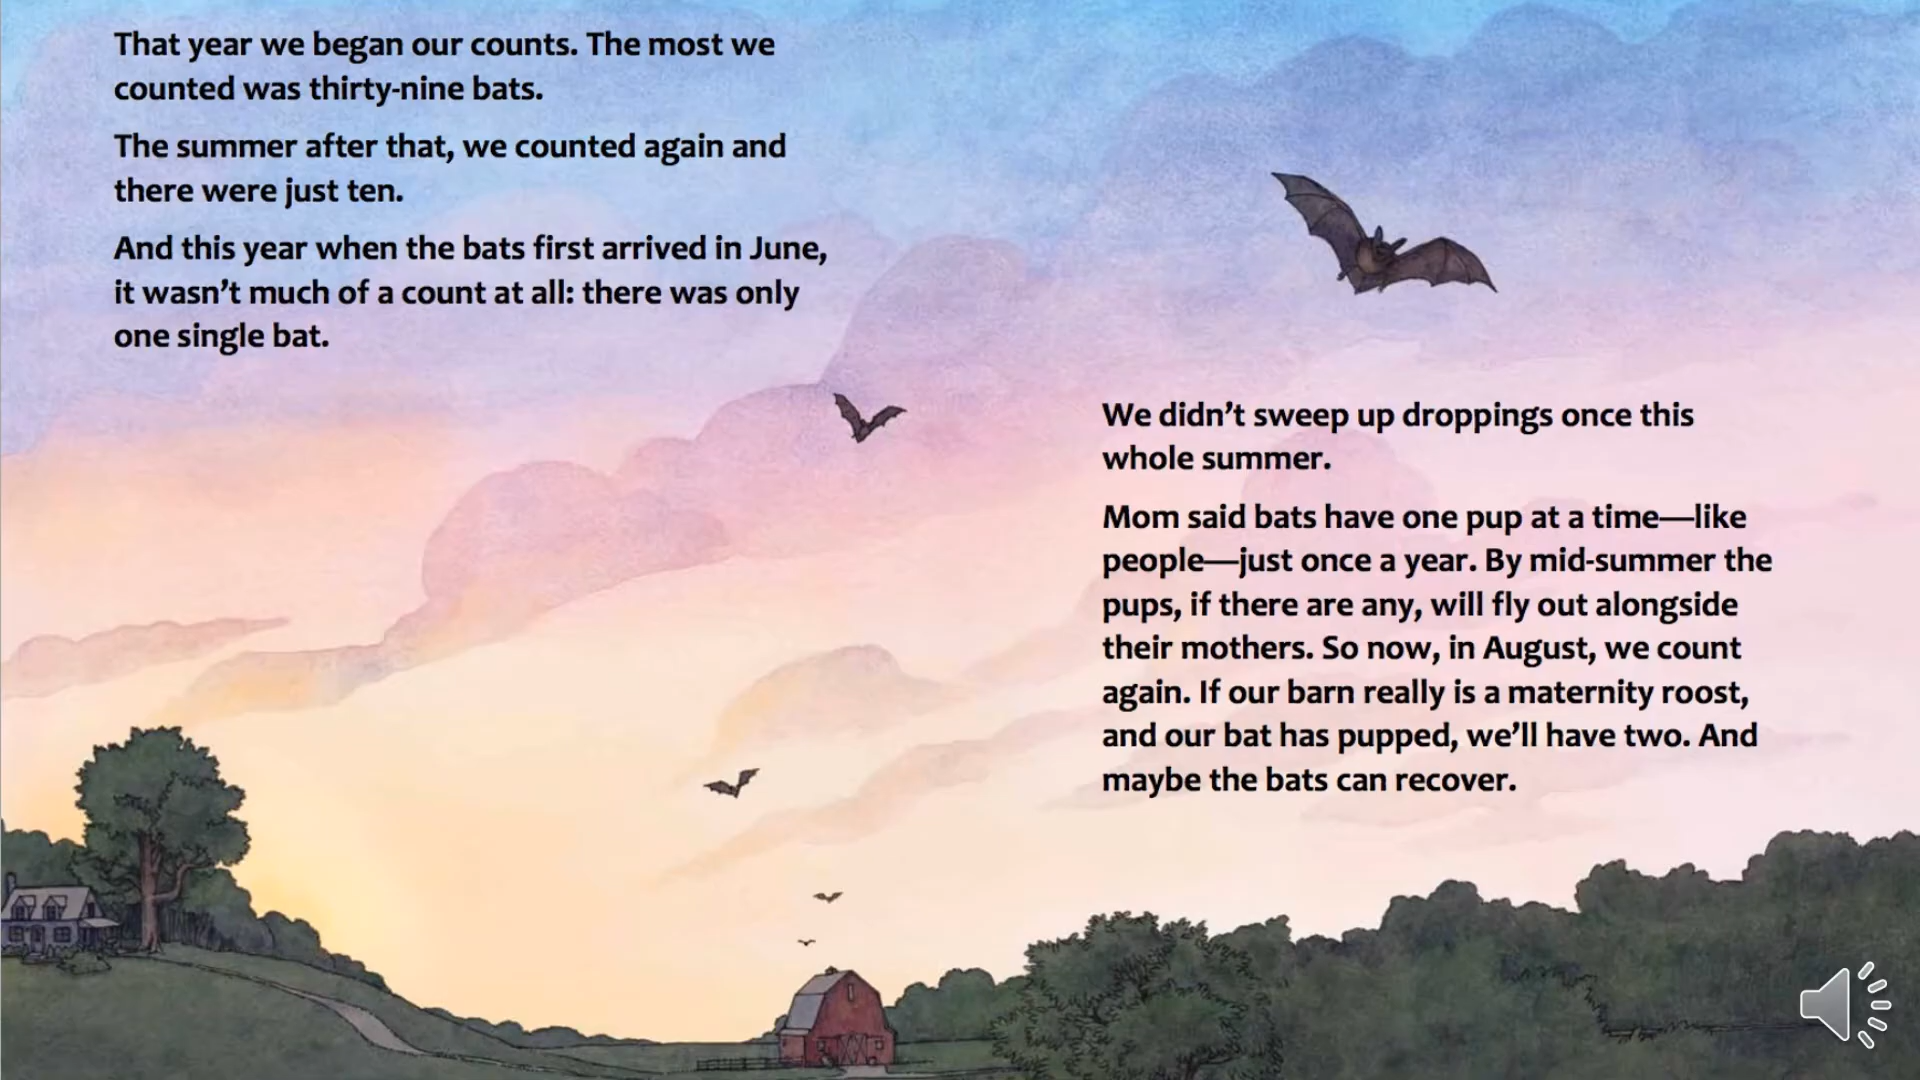 That year we began our counts. The most we
counted was thirty-nine bats.
The summer after that, we counted again and
there were just ten.
And this year when the bats first arrived in June,
it wasn’t much of a count at all: there was only
one single bat.
We didn’t sweep up droppings once this
whole summer.
Mom said bats have one pup at a time—like
people—just once a year. By mid-summer the
pups, if there are any, will fly out alongside
their mothers. So now, in August, we count
again. If our barn really is a maternity roost,
and our bat has pupped, we’ll have two. And
maybe the bats can recover.